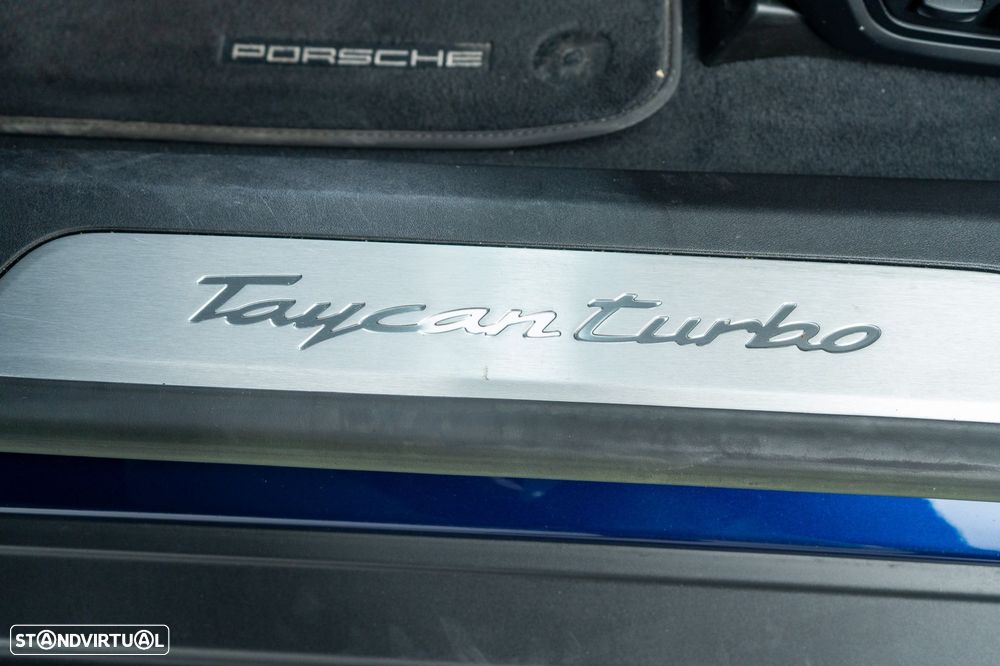 PORSCHE
Taycan turbo
STANDVIRTUAL